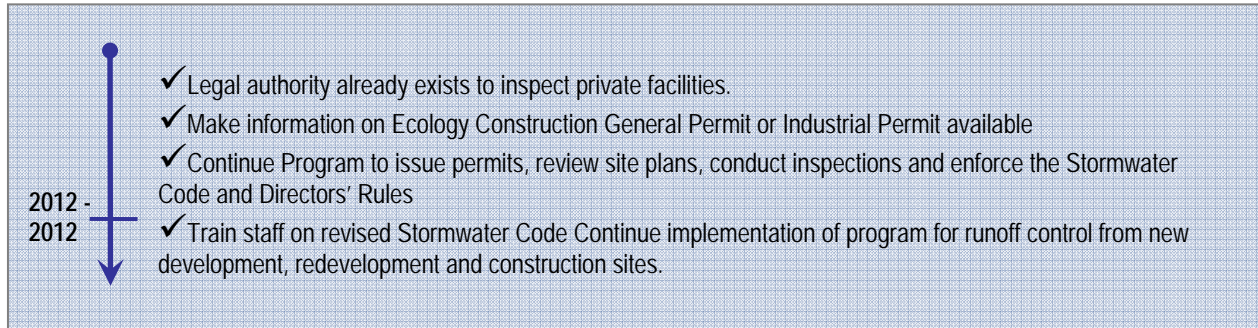 ✓Legal authority already exists to inspect private facilities.
✓Make information on Ecology Construction General Permit or Industrial Permit available
✓Continue Program to issue permits, review site plans, conduct inspections and enforce the Stormwater
Code and Directors’ Rules
2012 -
2012
✓Train staff on revised Stormwater Code Continue implementation of program for runoff control from new
development, redevelopment and construction sites.